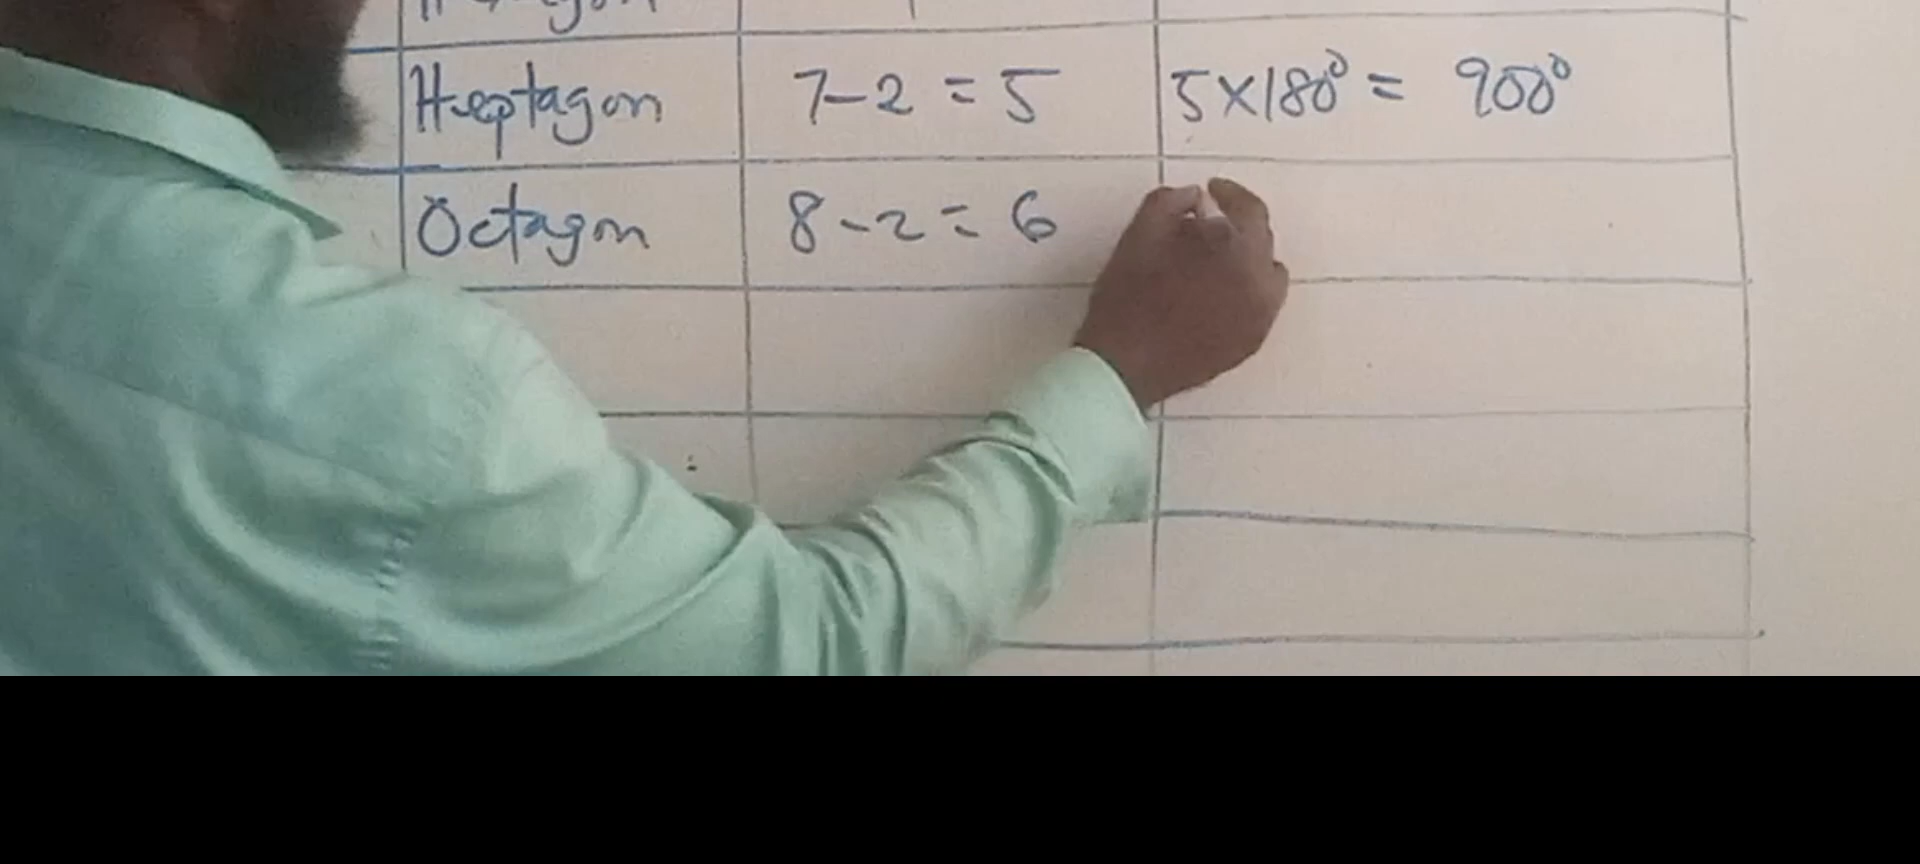 Heptagon 7-2 = 5 5×180° = 900°
Octagon 8-2 = 6